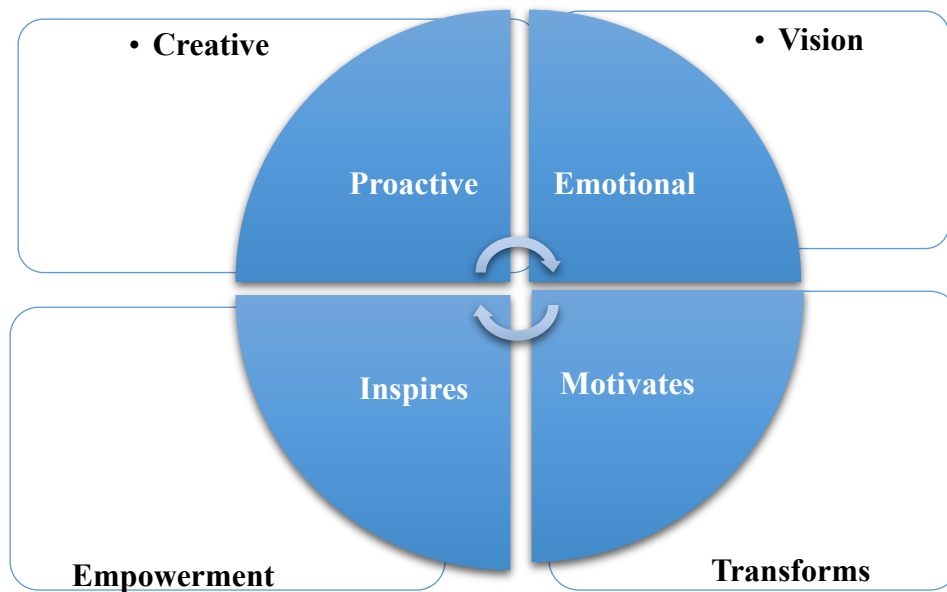 • Creative
• Vision
Proactive
Emotional
Inspires
Motivates
Empowerment
Transforms